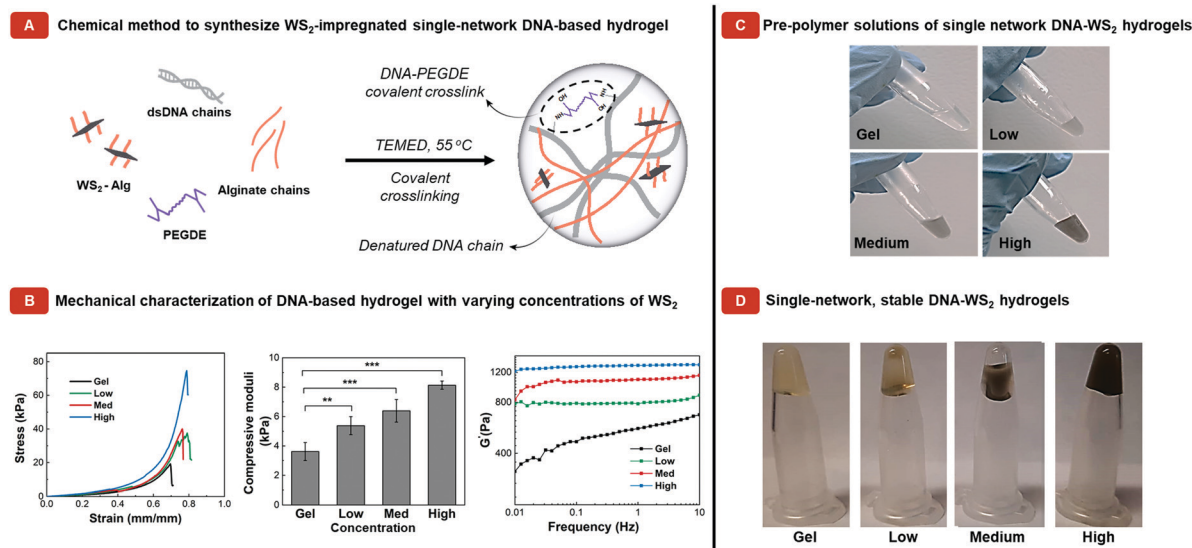 A Chemical method to synthesize WS₂-impregnated single-network DNA-based hydrogel
dsDNA chains
WS₂ - Alg
Alginate chains
PEGDE
TEMED, 55 °C
Covalent
crosslinking
DNA-PEGDE
covalent crosslink
OH
NH
NH
OH
Denatured DNA chain
B Mechanical characterization of DNA-based hydrogel with varying concentrations of WS₂
Stress (kPa)
80
60
40
20
0
0.0 0.2 0.4 0.6 0.8 1.0
Strain (mm/mm)
Gel
Low
Med
High
Compressive moduli
(kPa)
10
8
6
4
2
0
***
***
**
Gel Low Med High
Concentration
G'(Pa)
1200
800
400
0.01 0.1 1 10
Frequency (Hz)
Gel
Low
Med
High
C Pre-polymer solutions of single network DNA-WS₂ hydrogels
Gel
Low
Medium
High
D Single-network, stable DNA-WS₂ hydrogels
Gel
Low
Medium
High